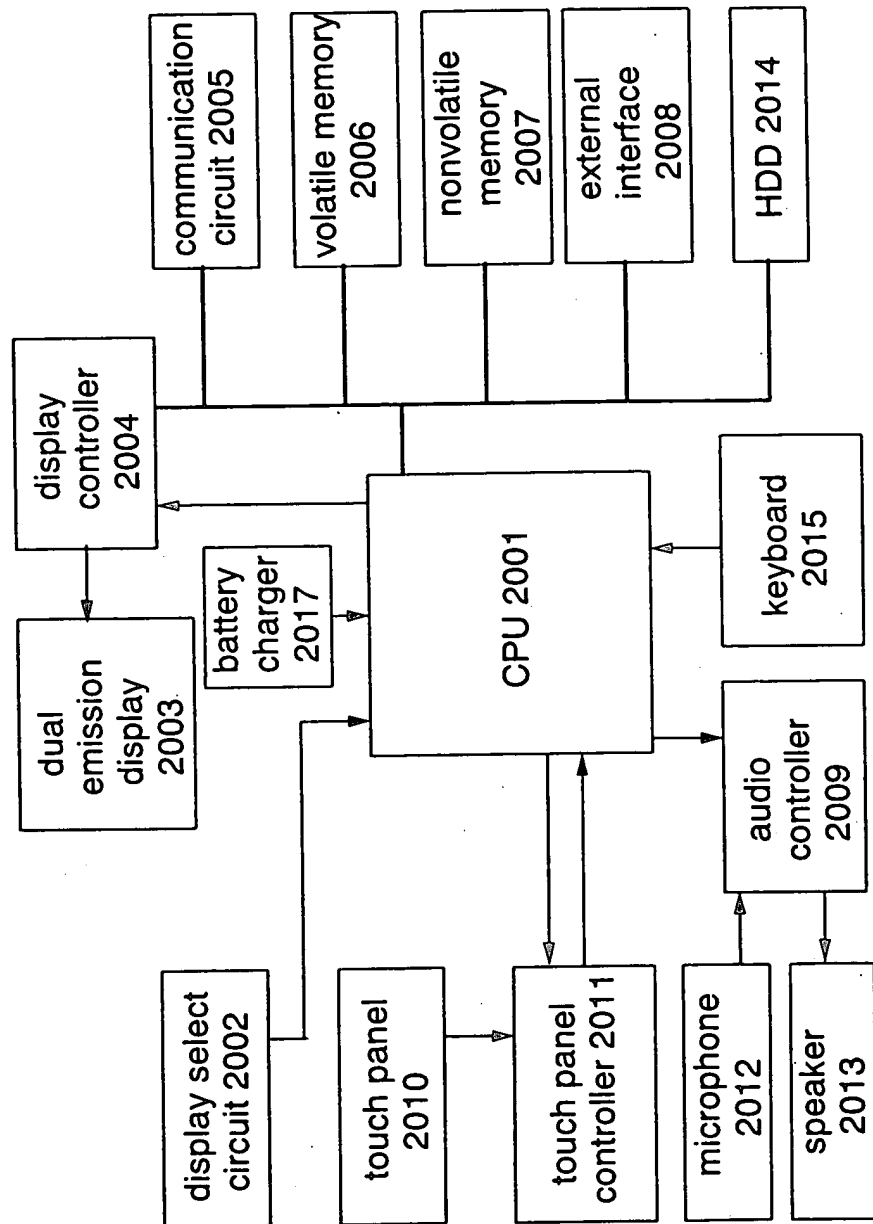 communication
circuit 2005
volatile memory
2006
nonvolatile
memory
2007
external
interface
2008
HDD 2014
display
controller
2004
dual
emission
display
2003
battery
charger
2017
CPU 2001
keyboard
2015
audio
controller
2009
display select
circuit 2002
touch panel
2010
touch panel
controller 2011
microphone
2012
speaker
2013